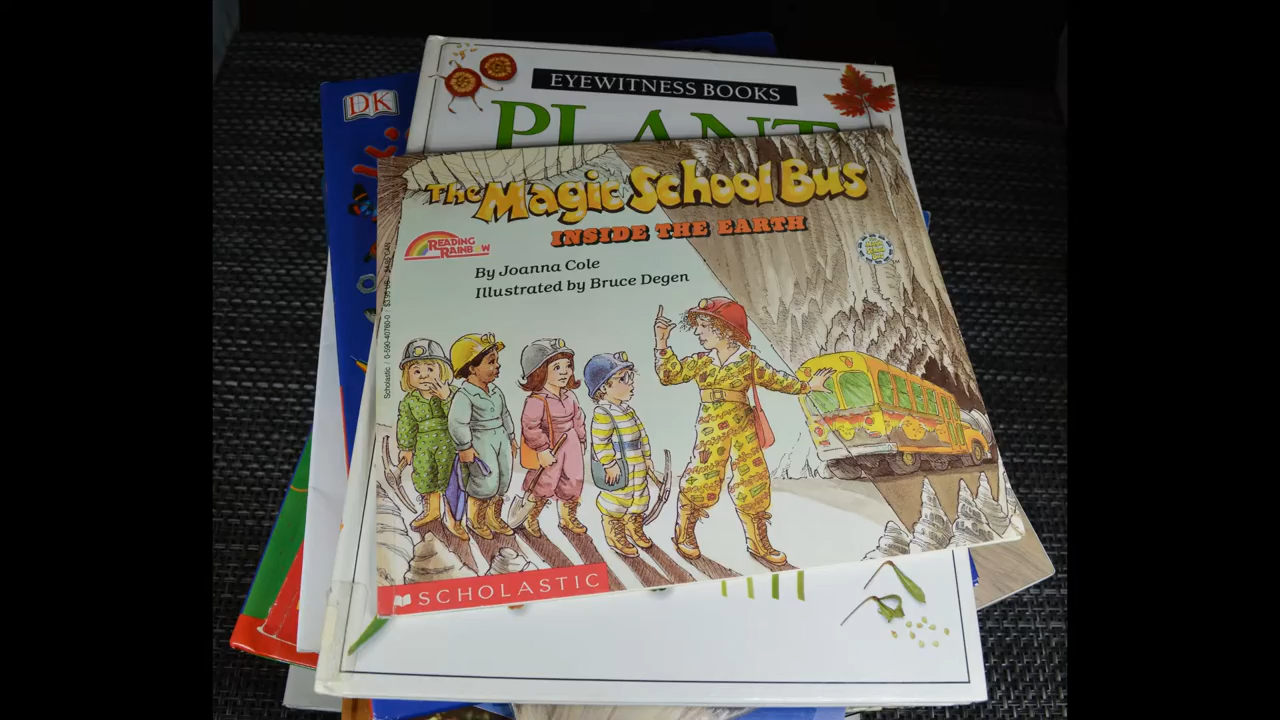 EYEWITNESS BOOKS
PLANT
DK
The Magic School Bus
INSIDE THE EARTH
READING
RAINBOW
By Joanna Cole
Illustrated by Bruce Degen
SCHOLASTIC